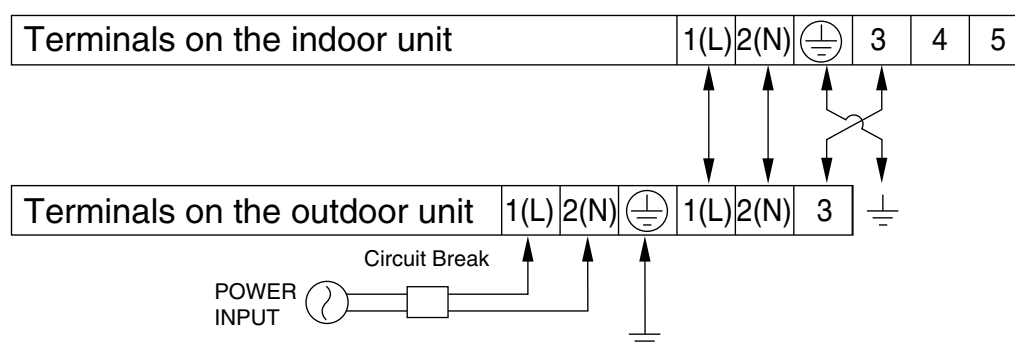 Terminals on the indoor unit 1(L) 2(N) 3 4 5
Terminals on the outdoor unit 1(L) 2(N) 1(L) 2(N) 3
Circuit Break
POWER
INPUT